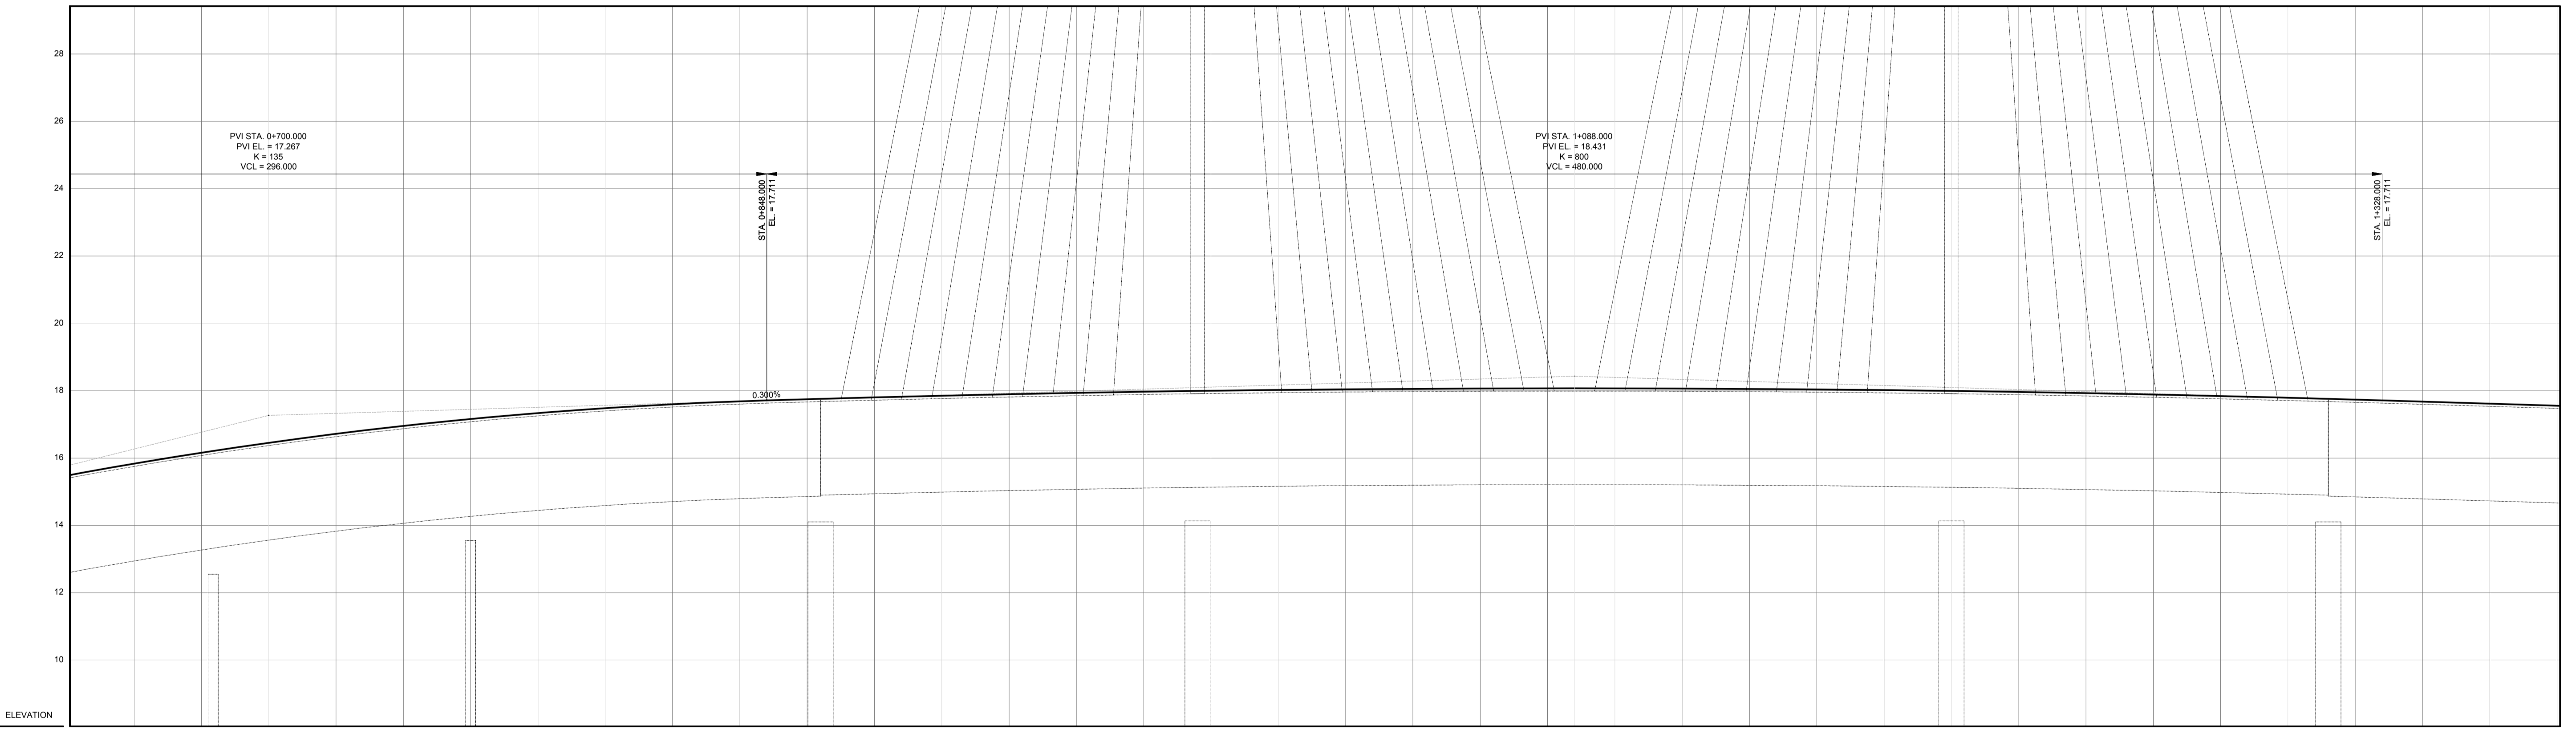 28
26
24
22
20
18
16
14
12
10
ELEVATION
PVI STA. 0+700.000
PVI EL. = 17.267
K = 135
VCL = 296.000
STA. 0+848.000
EL. = 17.711
0.300%
PVI STA. 1+088.000
PVI EL. = 18.431
K = 800
VCL = 480.000
STA. 1+328.000
EL. = 17.711